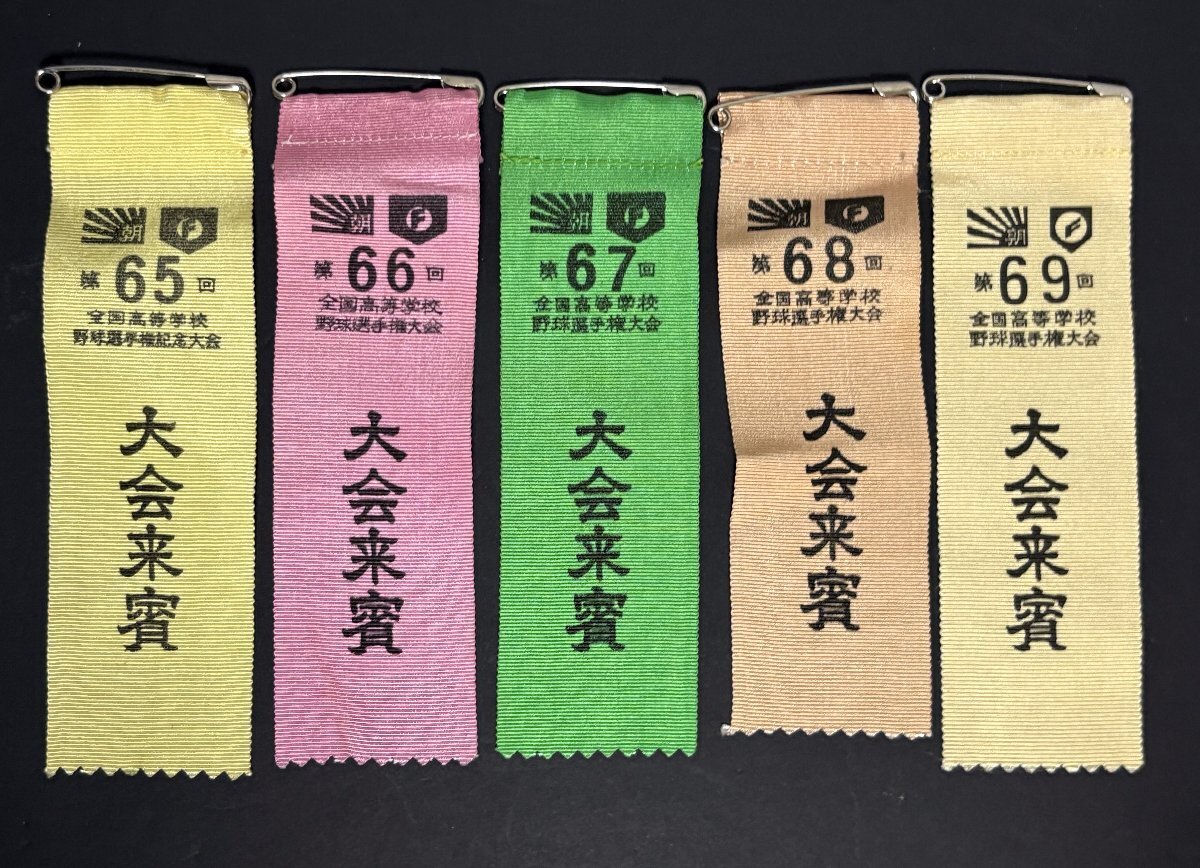 朝 F
第65回
全国高等学校
野球選手権記念大会
大会来賓
朝 F
第66回
全国高等学校
野球選手権大会
大会来賓
朝 F
第67回
全国高等学校
野球選手権大会
大会来賓
朝 F
第68回
全国高等学校
野球選手権大会
大会来賓
朝 F
第69回
全国高等学校
野球選手権大会
大会来賓